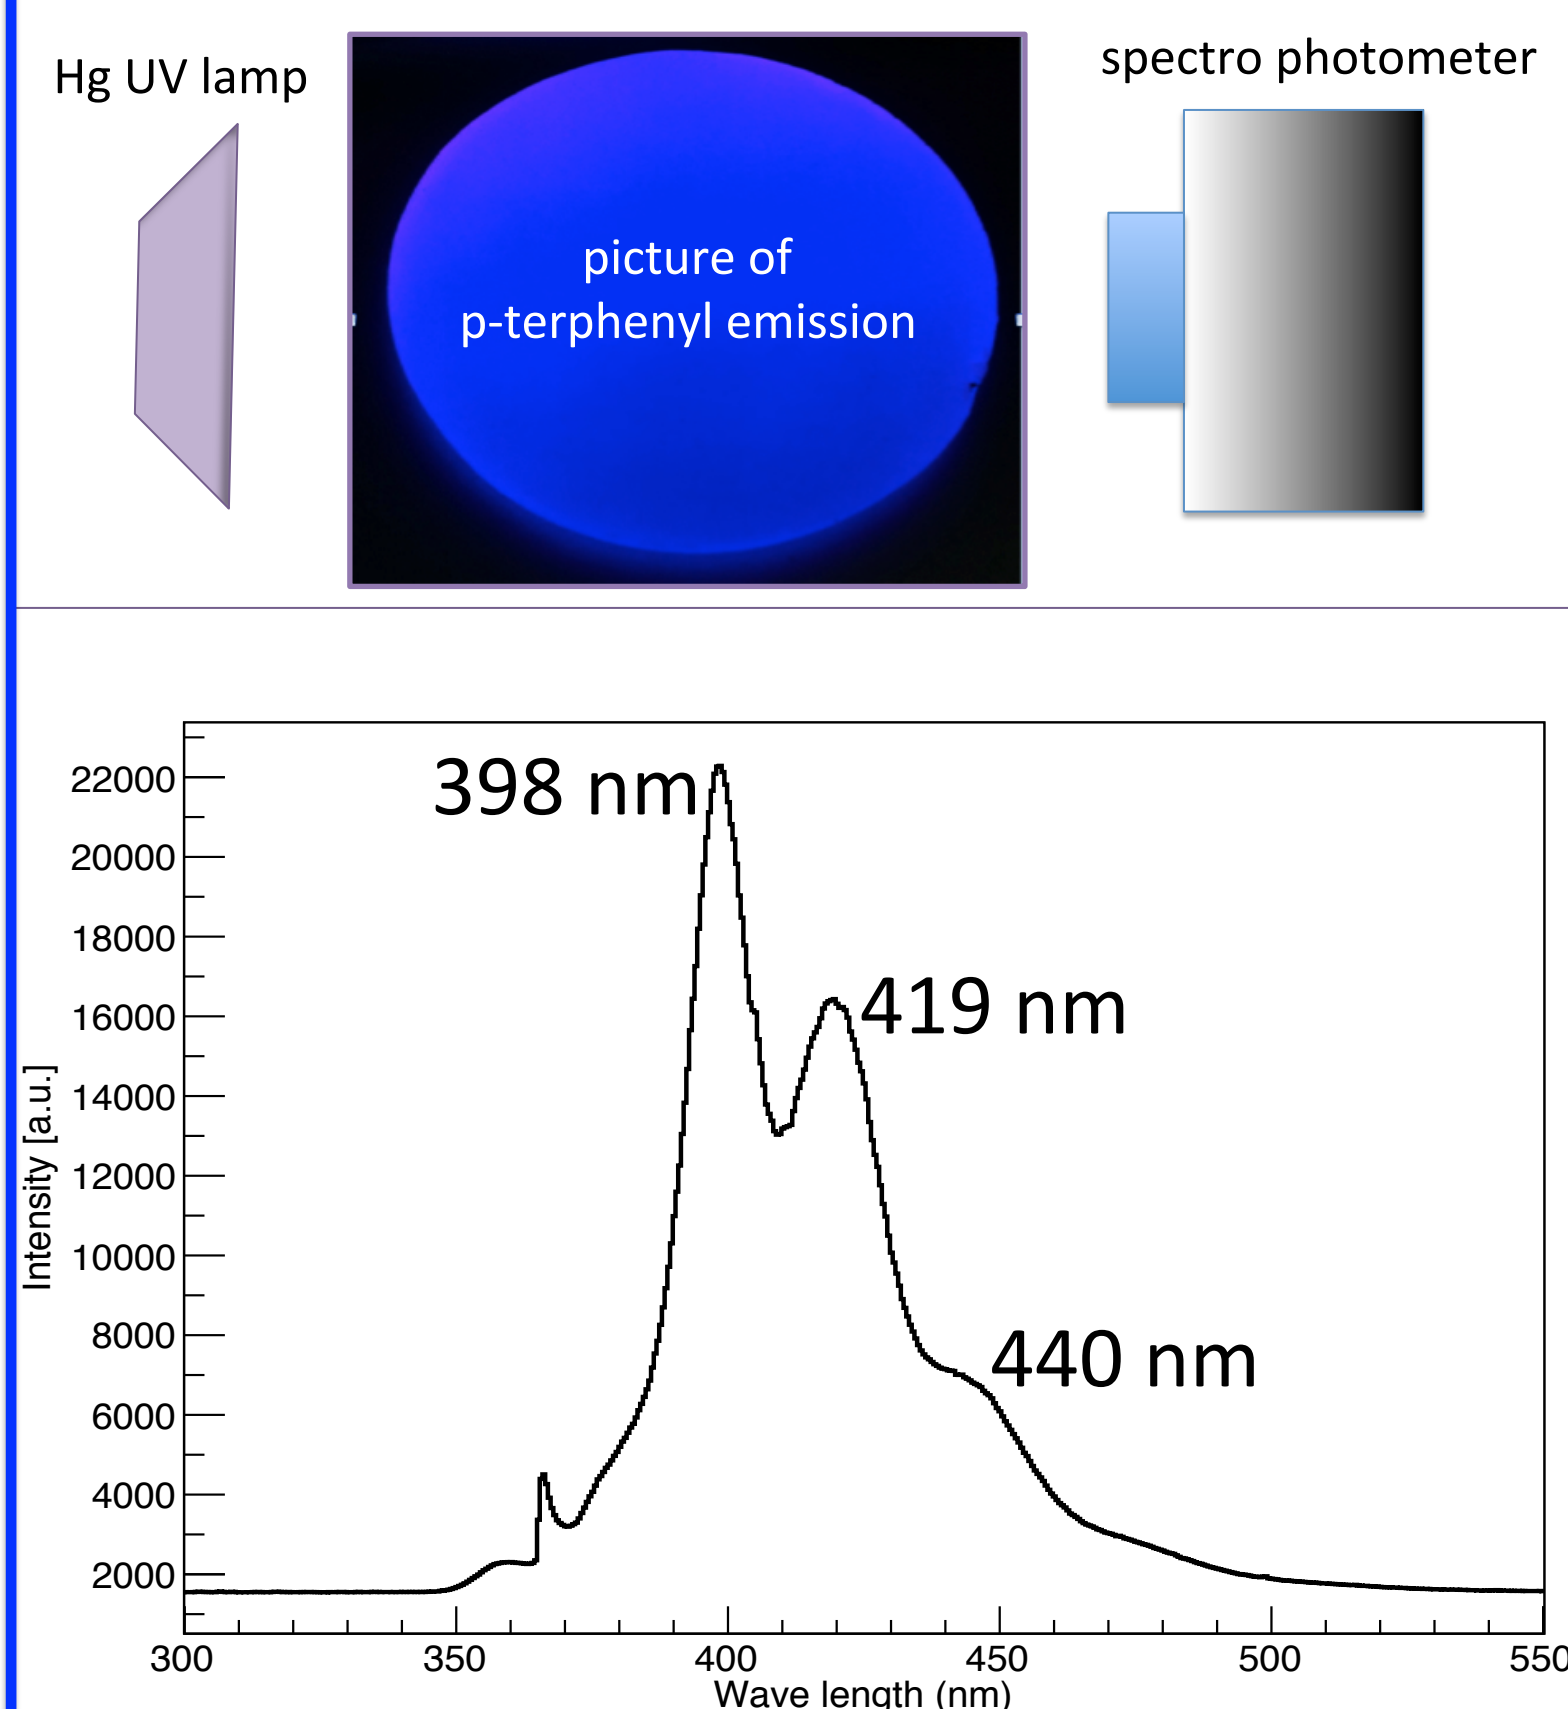 Hg UV lamp
spectro photometer
picture of
p-terphenyl emission
398 nm
419 nm
440 nm
Intensity [a.u.]
22000
20000
18000
16000
14000
12000
10000
8000
6000
4000
2000
300 350 400 450 500 550
Wave length (nm)